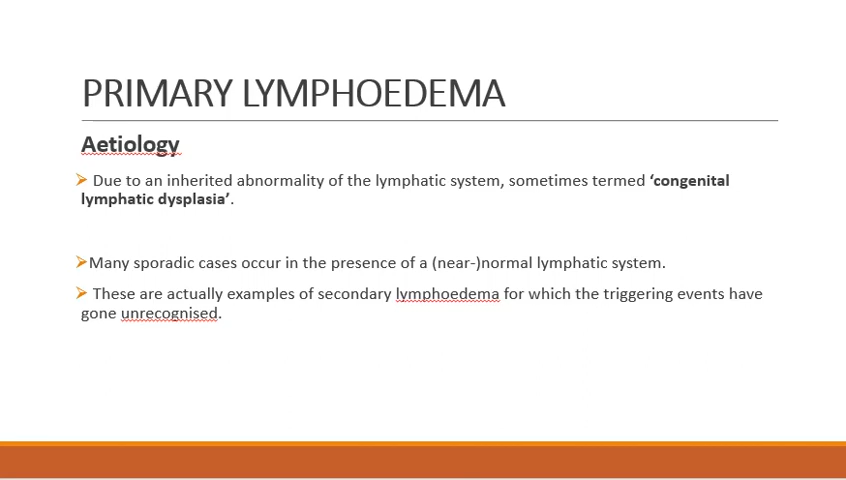 PRIMARY LYMPHOEDEMA
Aetiology
➢ Due to an inherited abnormality of the lymphatic system, sometimes termed ‘congenital
lymphatic dysplasia’.
➢Many sporadic cases occur in the presence of a (near-)normal lymphatic system.
➢ These are actually examples of secondary lymphoedema for which the triggering events have
gone unrecognised.